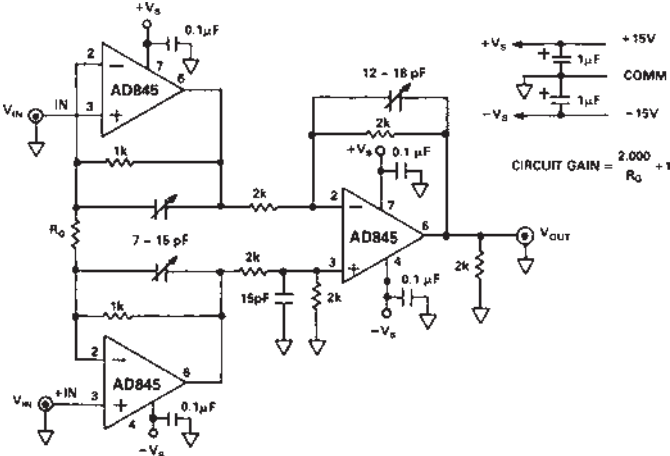 +Vs
0.1μF
2
7
6
AD845
3
VIN
IN
1k
RG
7 – 15 pF
2k
12 – 18 pF
2k
+Vs
0.1 μF
2
7
6
AD845
3
4
VOUT
2k
0.1 μF
−Vs
2k
15pF
2k
1k
2
6
AD845
3
4
VIN
+IN
0.1μF
−Vs
+Vs
+15V
1μF
COMM
1μF
−Vs
−15V
CIRCUIT GAIN = 2.000 / RG + 1